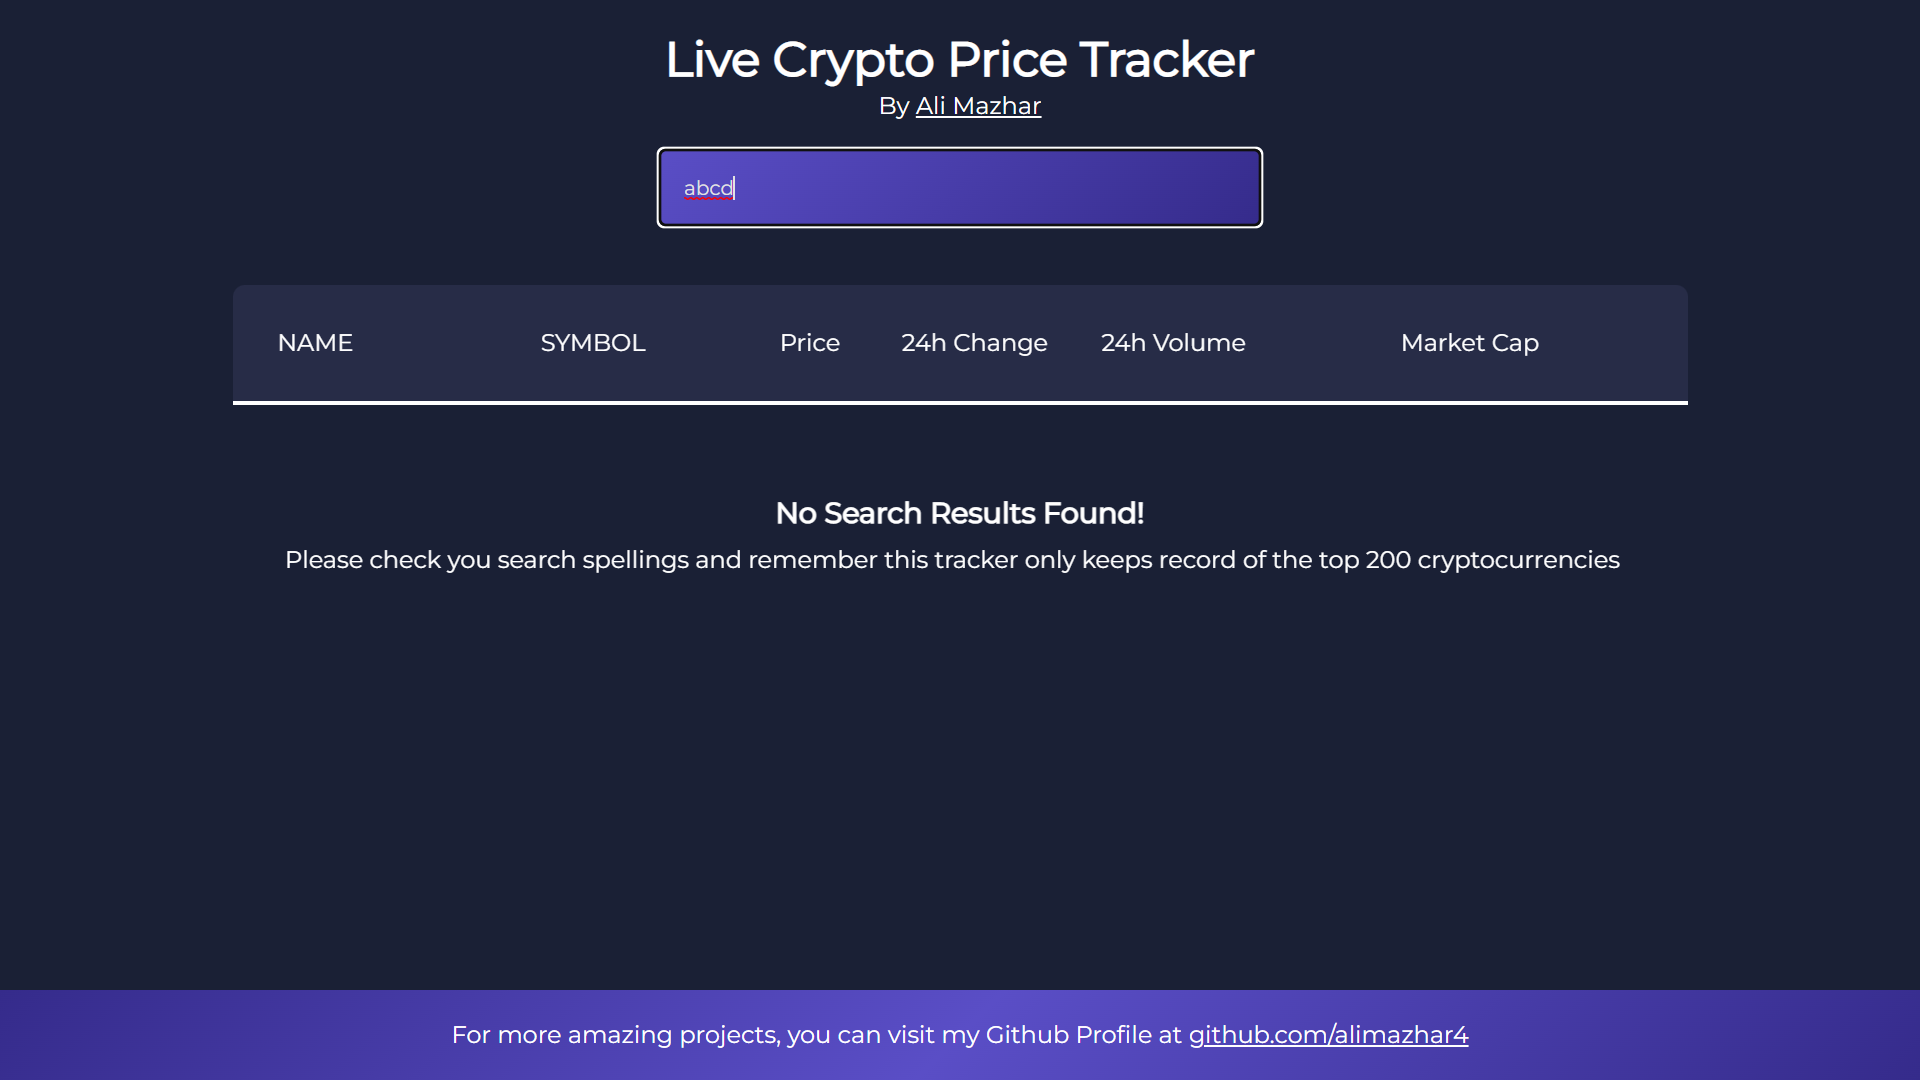 Live Crypto Price Tracker
By Ali Mazhar
abcd
NAME SYMBOL Price 24h Change 24h Volume Market Cap
No Search Results Found!
Please check you search spellings and remember this tracker only keeps record of the top 200 cryptocurrencies
For more amazing projects, you can visit my Github Profile at github.com/alimazhar4